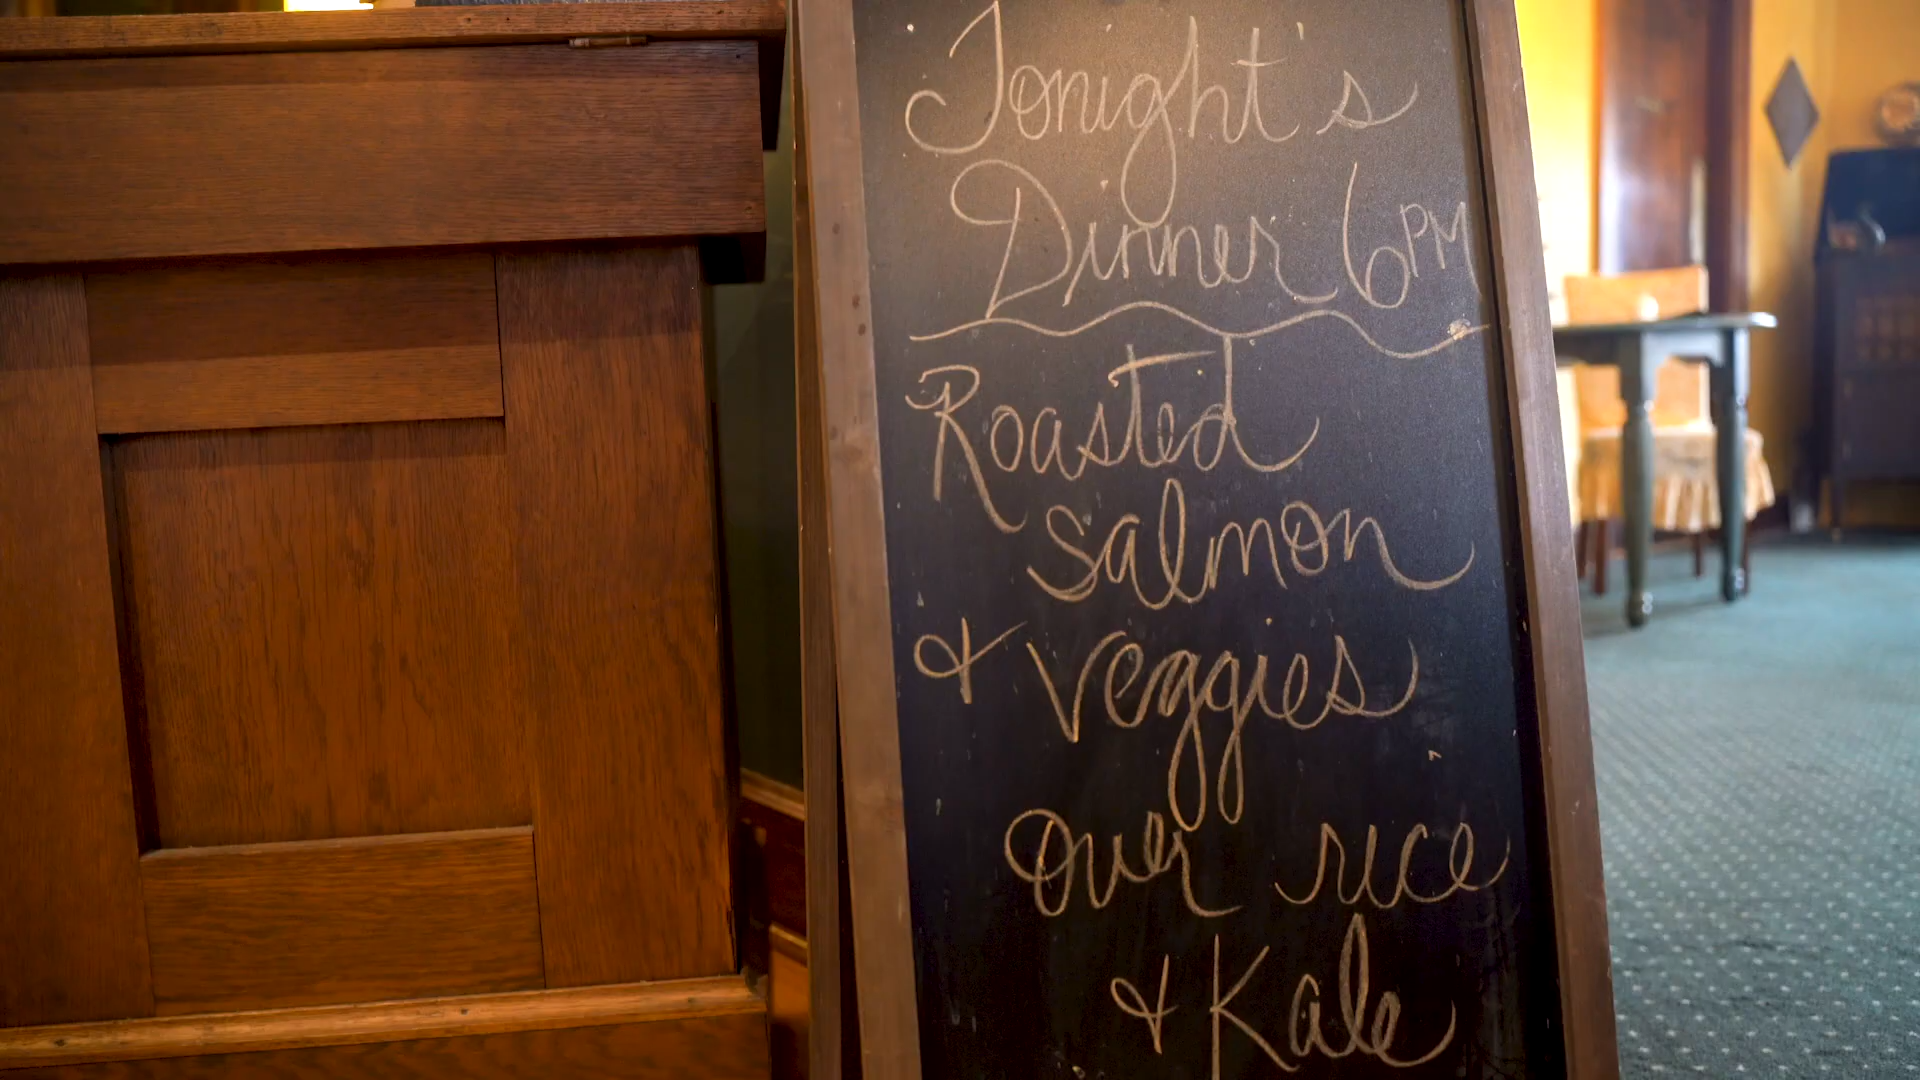 Tonight's
Dinner 6PM
Roasted
Salmon
& Veggies
Over rice
& Kale